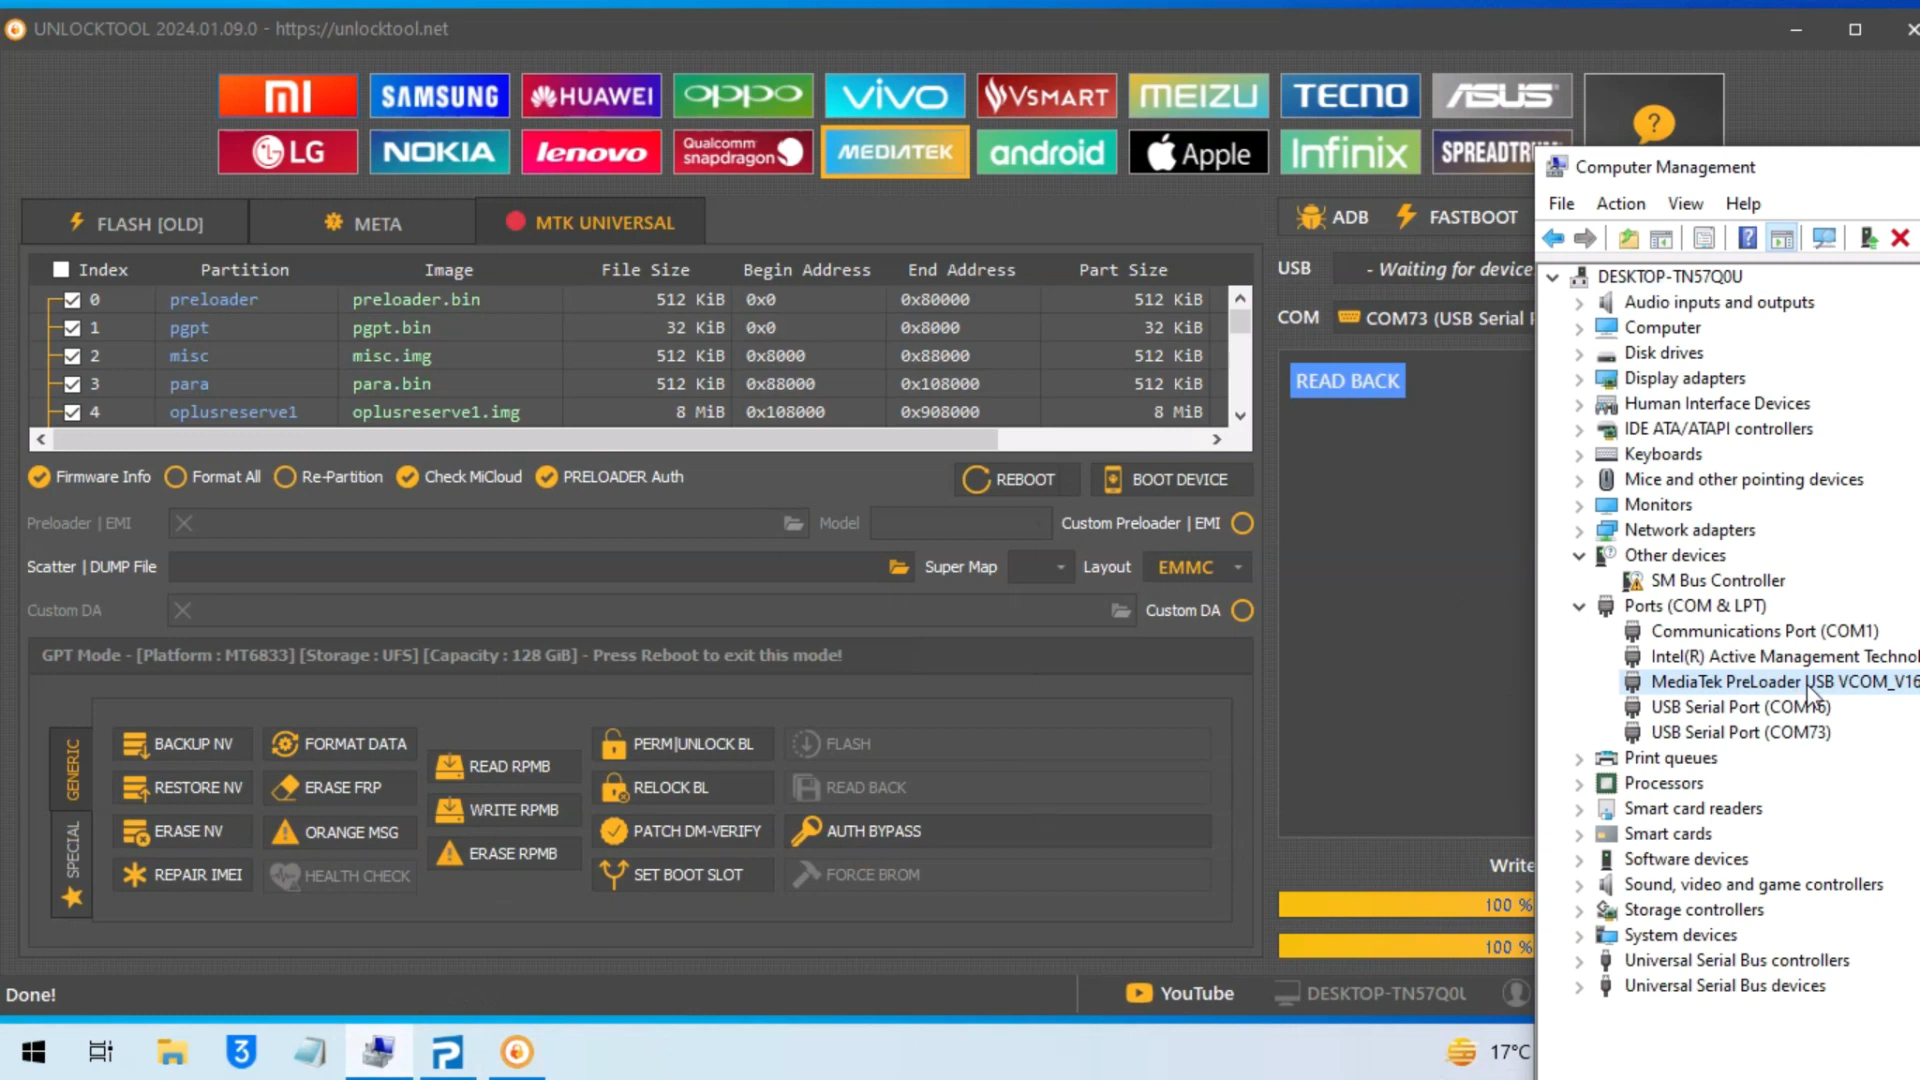 UNLOCKTOOL 2024.01.09.0 - https://unlocktool.net
mi SAMSUNG HUAWEI oppo vivo VSMART MEIZU TECNO ASUS ?
LG NOKIA lenovo Qualcomm snapdragon MEDIATEK android Apple Infinix
FLASH [OLD] META MTK UNIVERSAL
Index Partition Image File Size Begin Address End Address Part Size
0 preloader preloader.bin 512 KiB 0x0 0x80000 512 KiB
1 pgpt pgpt.bin 32 KiB 0x0 0x8000 32 KiB
2 misc misc.img 512 KiB 0x8000 0x88000 512 KiB
3 para para.bin 512 KiB 0x88000 0x108000 512 KiB
4 oplusreserve1 oplusreserve1.img 8 MiB 0x108000 0x908000 8 MiB
Firmware Info Format All Re-Partition Check MiCloud PRELOADER Auth REBOOT BOOT DEVICE
Preloader | EMI Model Custom Preloader | EMI
Scatter | DUMP File Super Map Layout EMMC
Custom DA Custom DA
GPT Mode - [Platform : MT6833] [Storage : UFS] [Capacity : 128 GiB] - Press Reboot to exit this mode!
GENERIC
SPECIAL
BACKUP NV
RESTORE NV
ERASE NV
REPAIR IMEI
FORMAT DATA
ERASE FRP
ORANGE MSG
HEALTH CHECK
READ RPMB
WRITE RPMB
ERASE RPMB
PERM|UNLOCK BL
RELOCK BL
PATCH DM-VERIFY
SET BOOT SLOT
FLASH
READ BACK
AUTH BYPASS
FORCE BROM
ADB FASTBOOT
USB - Waiting for device
COM COM73 (USB Serial
READ BACK
Write
100 %
100 %
Done!
YouTube DESKTOP-TN57Q0U
17°C
Computer Management
File Action View Help
DESKTOP-TN57Q0U
Audio inputs and outputs
Computer
Disk drives
Display adapters
Human Interface Devices
IDE ATA/ATAPI controllers
Keyboards
Mice and other pointing devices
Monitors
Network adapters
Other devices
SM Bus Controller
Ports (COM & LPT)
Communications Port (COM1)
Intel(R) Active Management
MediaTek PreLoader USB VCOM_V16
USB Serial Port (COM16)
USB Serial Port (COM73)
Print queues
Processors
Smart card readers
Smart cards
Software devices
Sound, video and game controllers
Storage controllers
System devices
Universal Serial Bus controllers
Universal Serial Bus devices